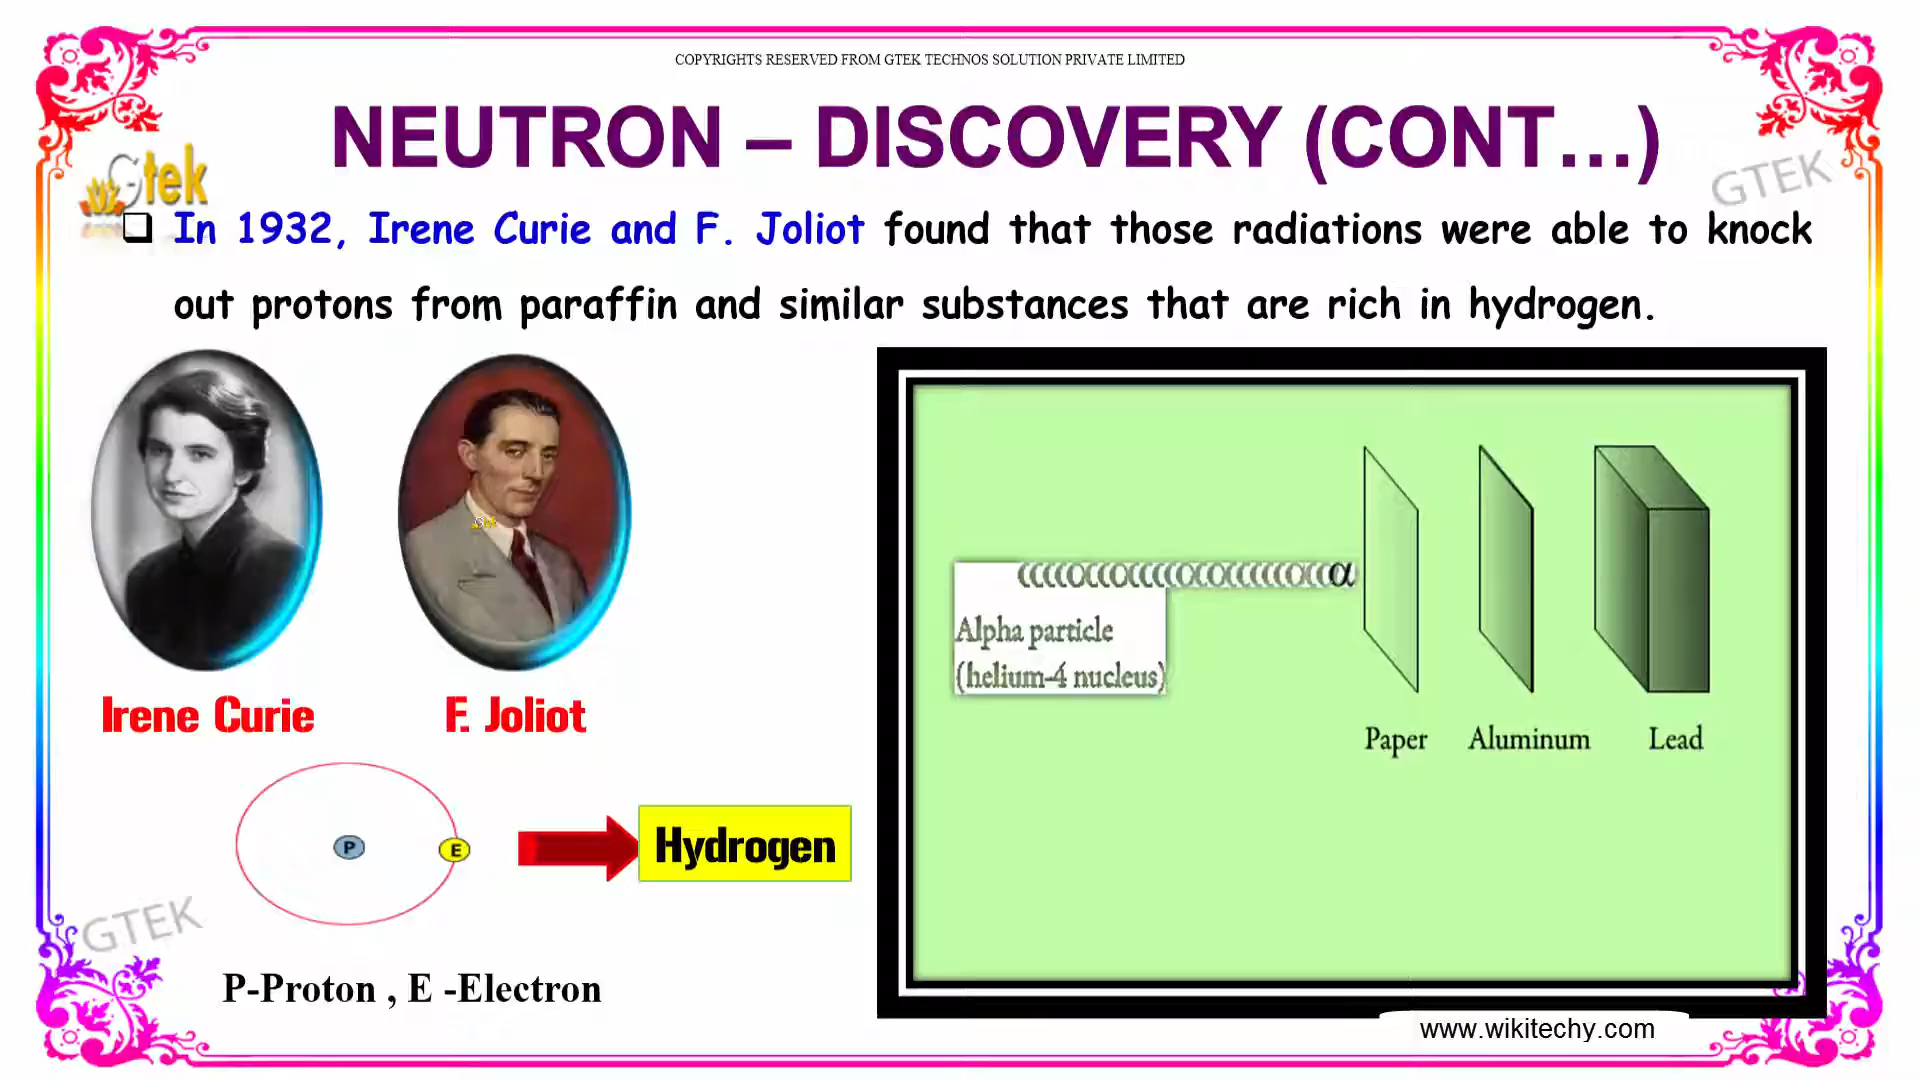 COPYRIGHTS RESERVED FROM GTEK TECHNOS SOLUTION PRIVATE LIMITED
NEUTRON – DISCOVERY (CONT...)
Gtek
GTEK
In 1932, Irene Curie and F. Joliot found that those radiations were able to knock
out protons from paraffin and similar substances that are rich in hydrogen.
α
Alpha particle
(helium-4 nucleus)
Irene Curie
F. Joliot
Paper
Aluminum
Lead
P
E
Hydrogen
GTEK
P-Proton , E -Electron
www.wikitechy.com